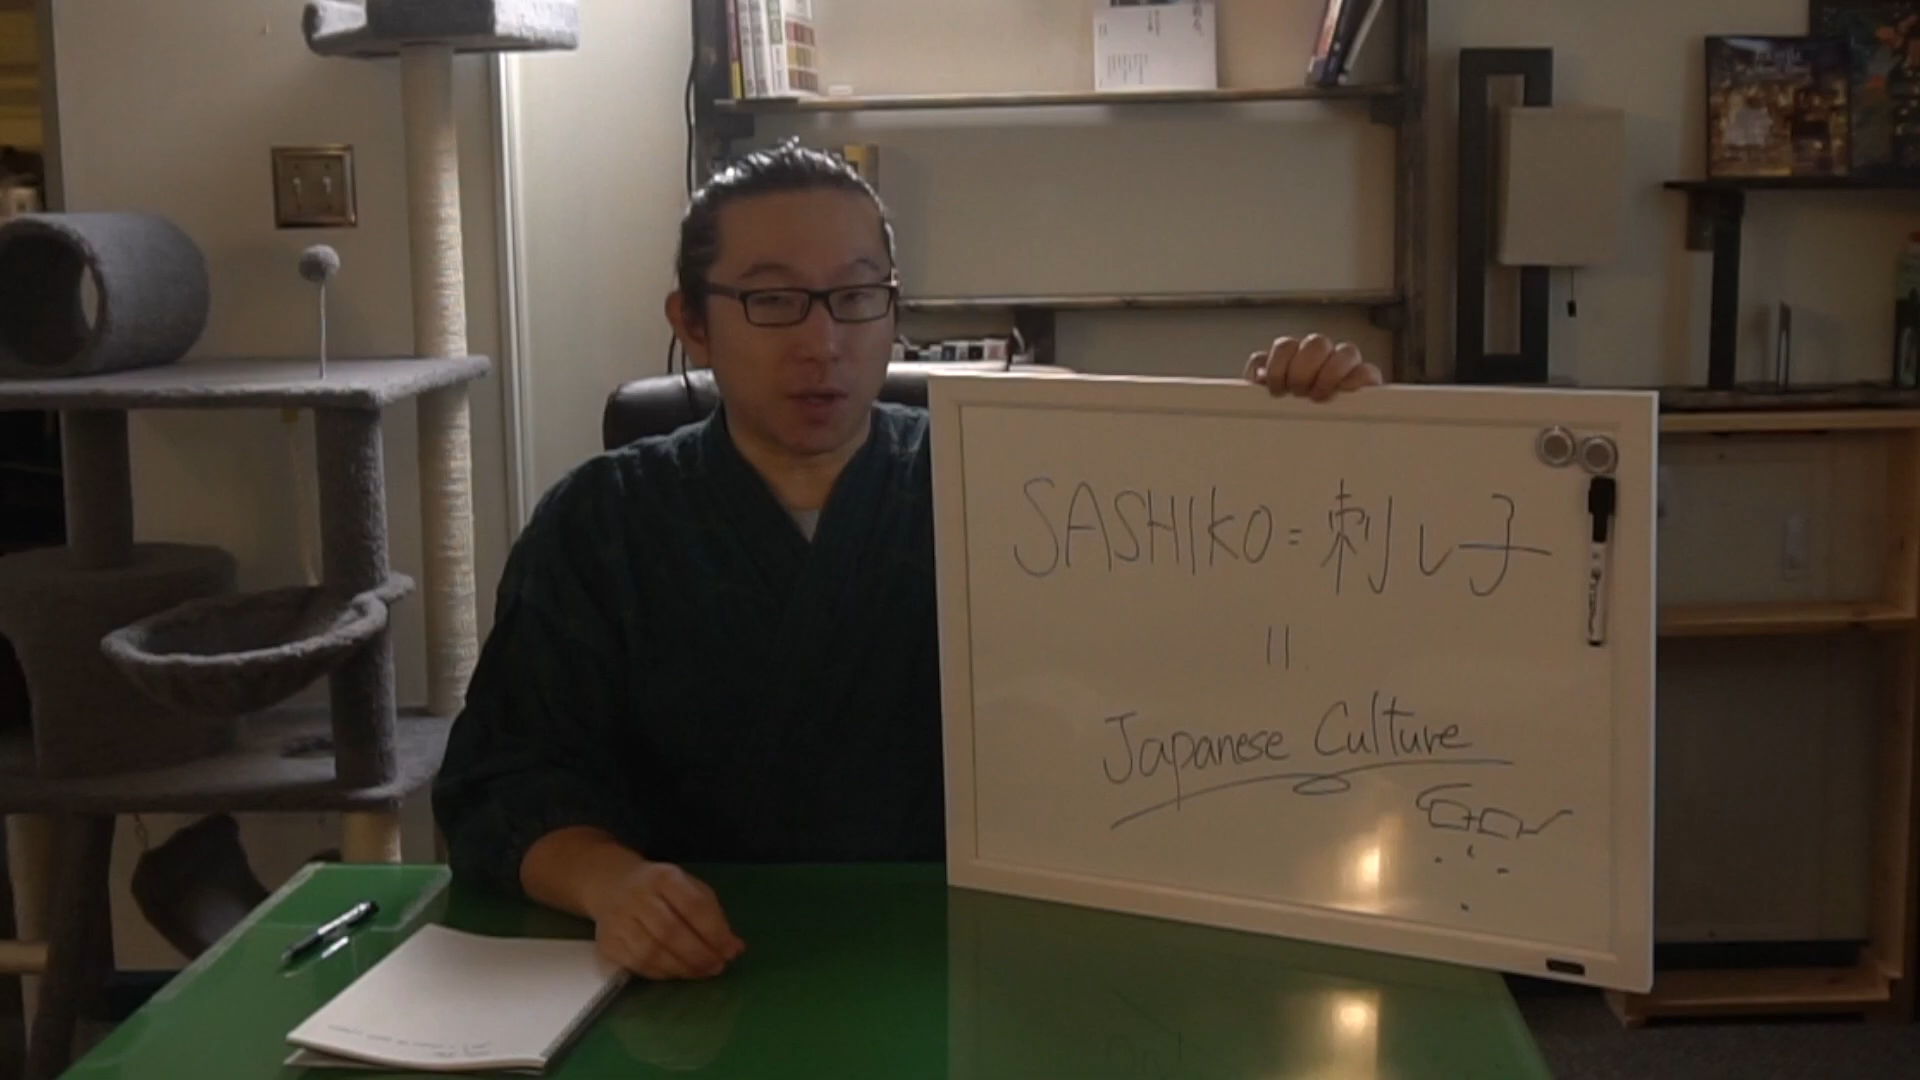 SASHIKO = 刺し子
=
Japanese Culture